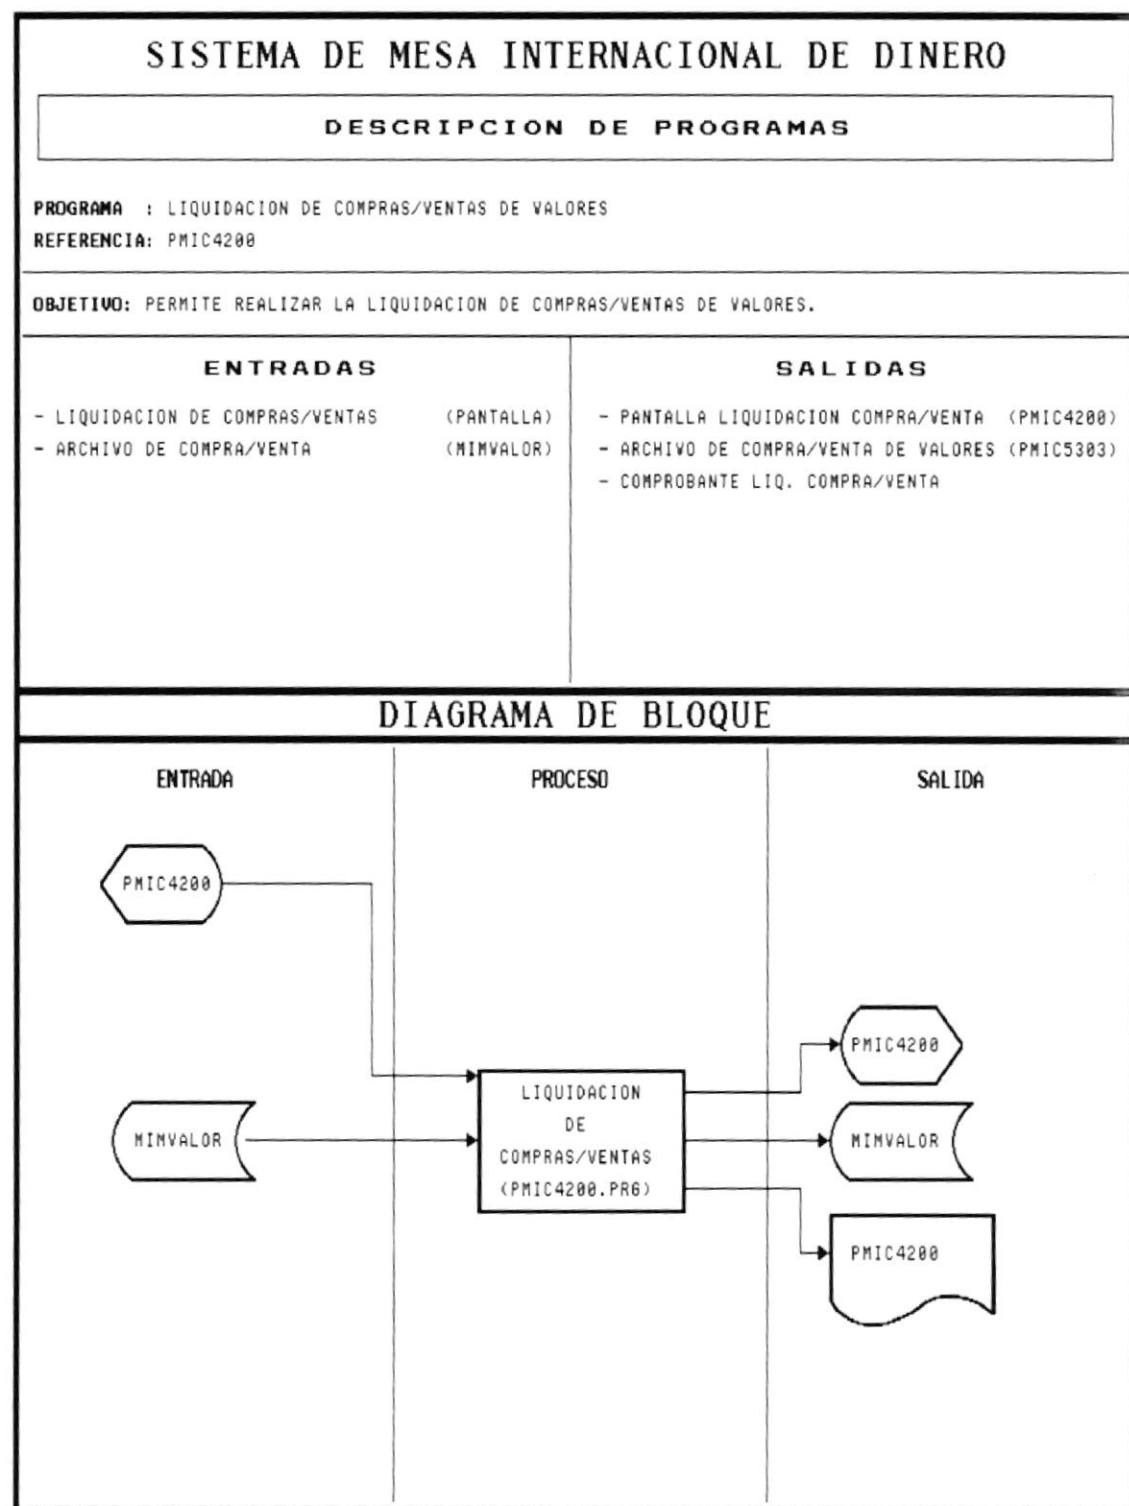 SISTEMA DE MESA INTERNACIONAL DE DINERO
DESCRIPCION DE PROGRAMAS
PROGRAMA : LIQUIDACION DE COMPRAS/VENTAS DE VALORES
REFERENCIA: PMIC4200
OBJETIVO: PERMITE REALIZAR LA LIQUIDACION DE COMPRAS/VENTAS DE VALORES.
ENTRADAS
- LIQUIDACION DE COMPRAS/VENTAS (PANTALLA)
- ARCHIVO DE COMPRA/VENTA (MIMVALOR)
SALIDAS
- PANTALLA LIQUIDACION COMPRA/VENTA (PMIC4200)
- ARCHIVO DE COMPRA/VENTA DE VALORES (PMIC5303)
- COMPROBANTE LIQ. COMPRA/VENTA
DIAGRAMA DE BLOQUE
ENTRADA
PROCESO
SALIDA
PMIC4200
MIMVALOR
LIQUIDACION
DE
COMPRAS/VENTAS
(PMIC4200.PRG)
PMIC4200
MIMVALOR
PMIC4200